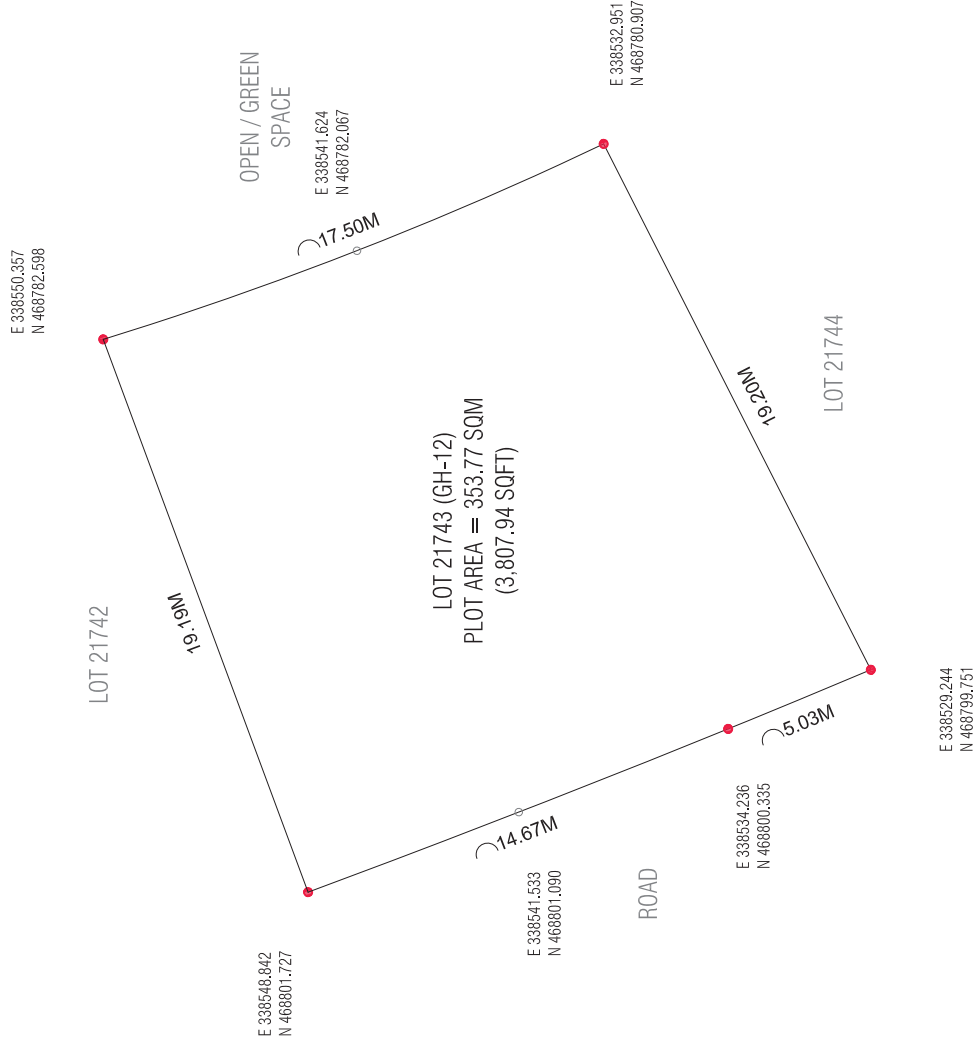 E 338550.357
N 468782.598
OPEN / GREEN
SPACE
E 338541.624
N 468782.067
E 338532.951
N 468780.907
17.50M
LOT 21742
19.19M
LOT 21743 (GH-12)
PLOT AREA = 353.77 SQM
(3,807.94 SQFT)
19.20M
LOT 21744
E 338548.842
N 468801.727
14.67M
E 338541.533
N 468801.090
ROAD
5.03M
E 338534.236
N 468800.335
E 338529.244
N 468799.751